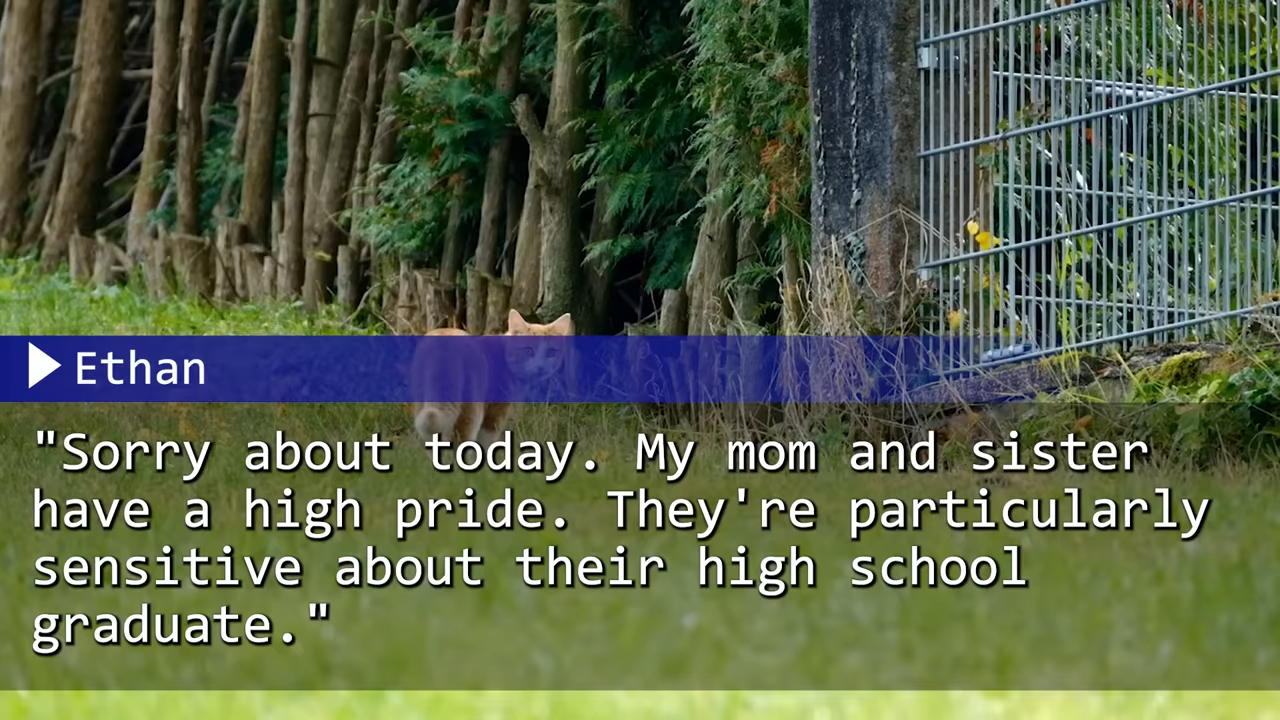 Ethan
"Sorry about today. My mom and sister
have a high pride. They're particularly
sensitive about their high school
graduate."